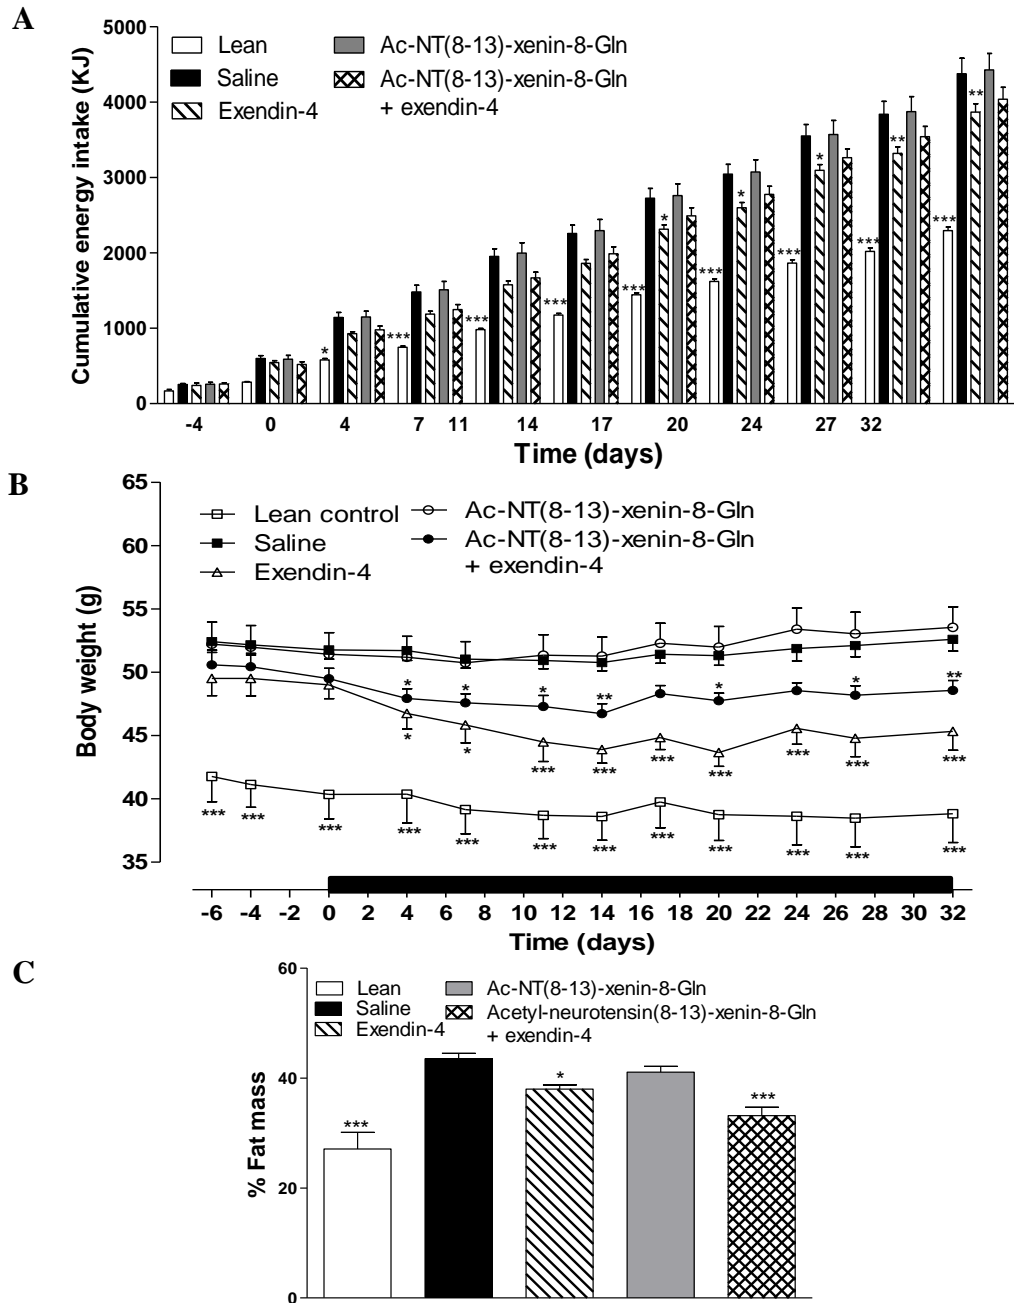 A
Cumulative energy intake (KJ)
5000
4000
3000
2000
1000
0
Lean
Saline
Exendin-4
Ac-NT(8-13)-xenin-8-Gln
Ac-NT(8-13)-xenin-8-Gln
+ exendin-4
* *** *** *** *** * *** * *** * *** ** *** **
-4 0 4 7 11 14 17 20 24 27 32
Time (days)
B
Body weight (g)
65
60
55
50
45
40
35
Lean control
Saline
Exendin-4
Ac-NT(8-13)-xenin-8-Gln
Ac-NT(8-13)-xenin-8-Gln
+ exendin-4
* * * ** * * **
* * *** *** *** *** *** *** ***
*** *** *** *** *** *** *** *** *** *** *** ***
-6 -4 -2 0 2 4 6 8 10 12 14 16 18 20 22 24 26 28 30 32
Time (days)
C
% Fat mass
60
40
20
0
Lean
Saline
Exendin-4
Ac-NT(8-13)-xenin-8-Gln
Acetyl-neurotensin(8-13)-xenin-8-Gln
+ exendin-4
*** * ***